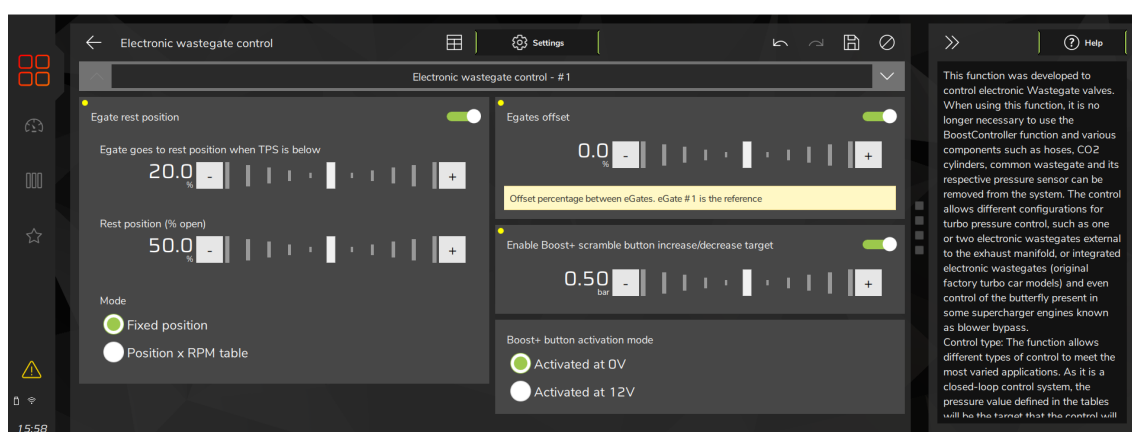 Electronic wastegate control
Settings
Electronic wastegate control - #1
Egate rest position
Egate goes to rest position when TPS is below
20.0
%
-
+
Rest position (% open)
50.0
%
-
+
Mode
Fixed position
Position x RPM table
Egates offset
0.0
%
-
+
Offset percentage between eGates. eGate #1 is the reference
Enable Boost+ scramble button increase/decrease target
0.50
bar
-
+
Boost+ button activation mode
Activated at 0V
Activated at 12V
Help
This function was developed to
control electronic Wastegate valves.
When using this function, it is no
longer necessary to use the
BoostController function and various
components such as hoses, CO2
cylinders, common wastegate and its
respective pressure sensor can be
removed from the system. The control
allows different configurations for
turbo pressure control, such as one
or two electronic wastegates external
to the exhaust manifold, or integrated
electronic wastegates (original
factory turbo car models) and even
control of the butterfly present in
some supercharger engines known
as blower bypass.
Control type: The function allows
different types of control to meet the
most varied applications. As it is a
closed-loop control system, the
pressure value defined in the tables
will be the target that the control will
15:58